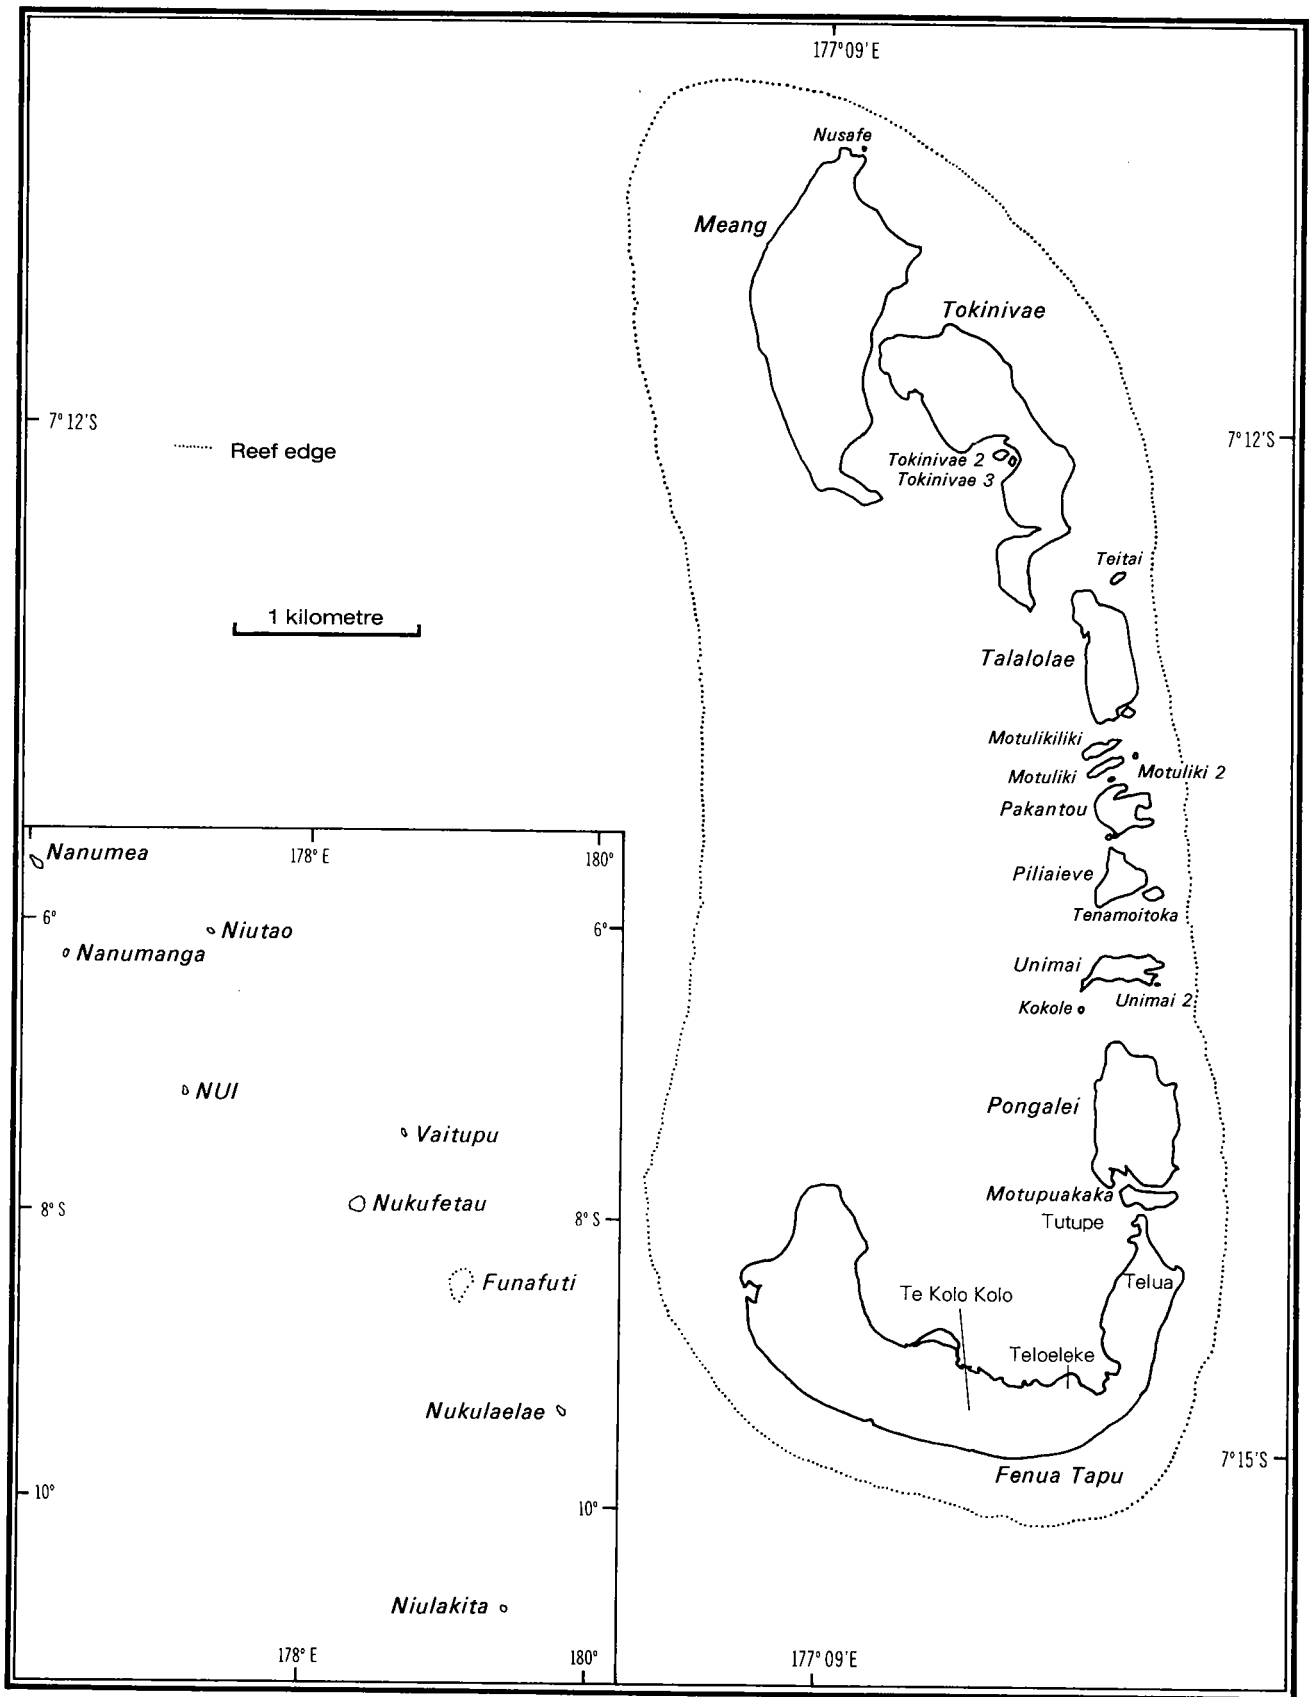 177°09'E
Nusafe
Meang
Tokinivae
7°12'S
7°12'S
Reef edge
Tokinivae 2
Tokinivae 3
Teitai
1 kilometre
Talalolae
Motulikiliki
Motuliki 2
Motuliki
Pakantou
Piliaieve
Tenamoitoka
Unimai
Unimai 2
Kokole
Pongalei
Motupuakaka
Tutupe
Telua
Te Kolo Kolo
Teloeleke
Fenua Tapu
7°15'S
177°09'E
178°E
180°
Nanumea
6°
6°
Niutao
Nanumanga
NUI
Vaitupu
Nukufetau
8°S
8°S
Funafuti
Nukulaelae
10°
10°
Niulakita
178°E
180°